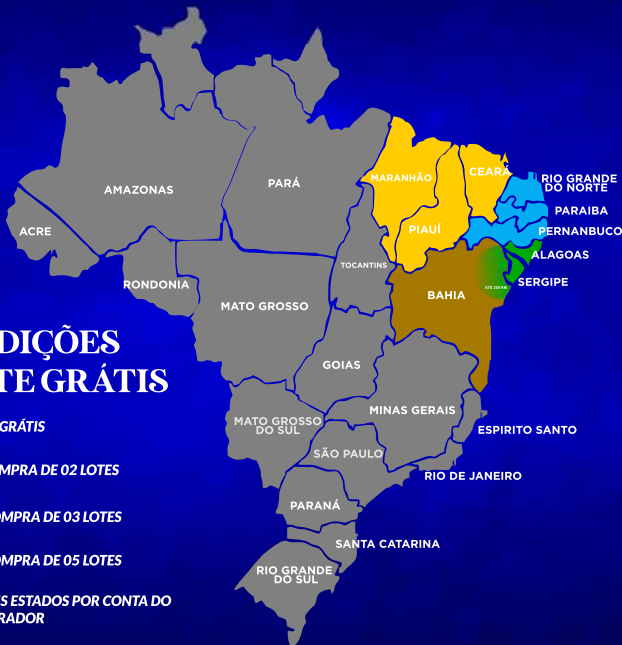 RIO GRANDE
DO NORTE
CEARÁ
MARANHÃO
PARÁ
AMAZONAS
PARAIBA
PIAUÍ
PERNANBUCO
ACRE
ALAGOAS
TOCANTINS
SERGIPE
RONDONIA
BAHIA
MATO GROSSO
DIÇÕES
TE GRÁTIS
GOIAS
MINAS GERAIS
MATO GROSSO
DO SUL
GRÁTIS
ESPIRITO SANTO
SÃO PAULO
MPRA DE 02 LOTES
RIO DE JANEIRO
PARANÁ
OMPRA DE 03 LOTES
SANTA CATARINA
OMPRA DE 05 LOTES
RIO GRANDE
DO SUL
IS ESTADOS POR CONTA DO
RADOR